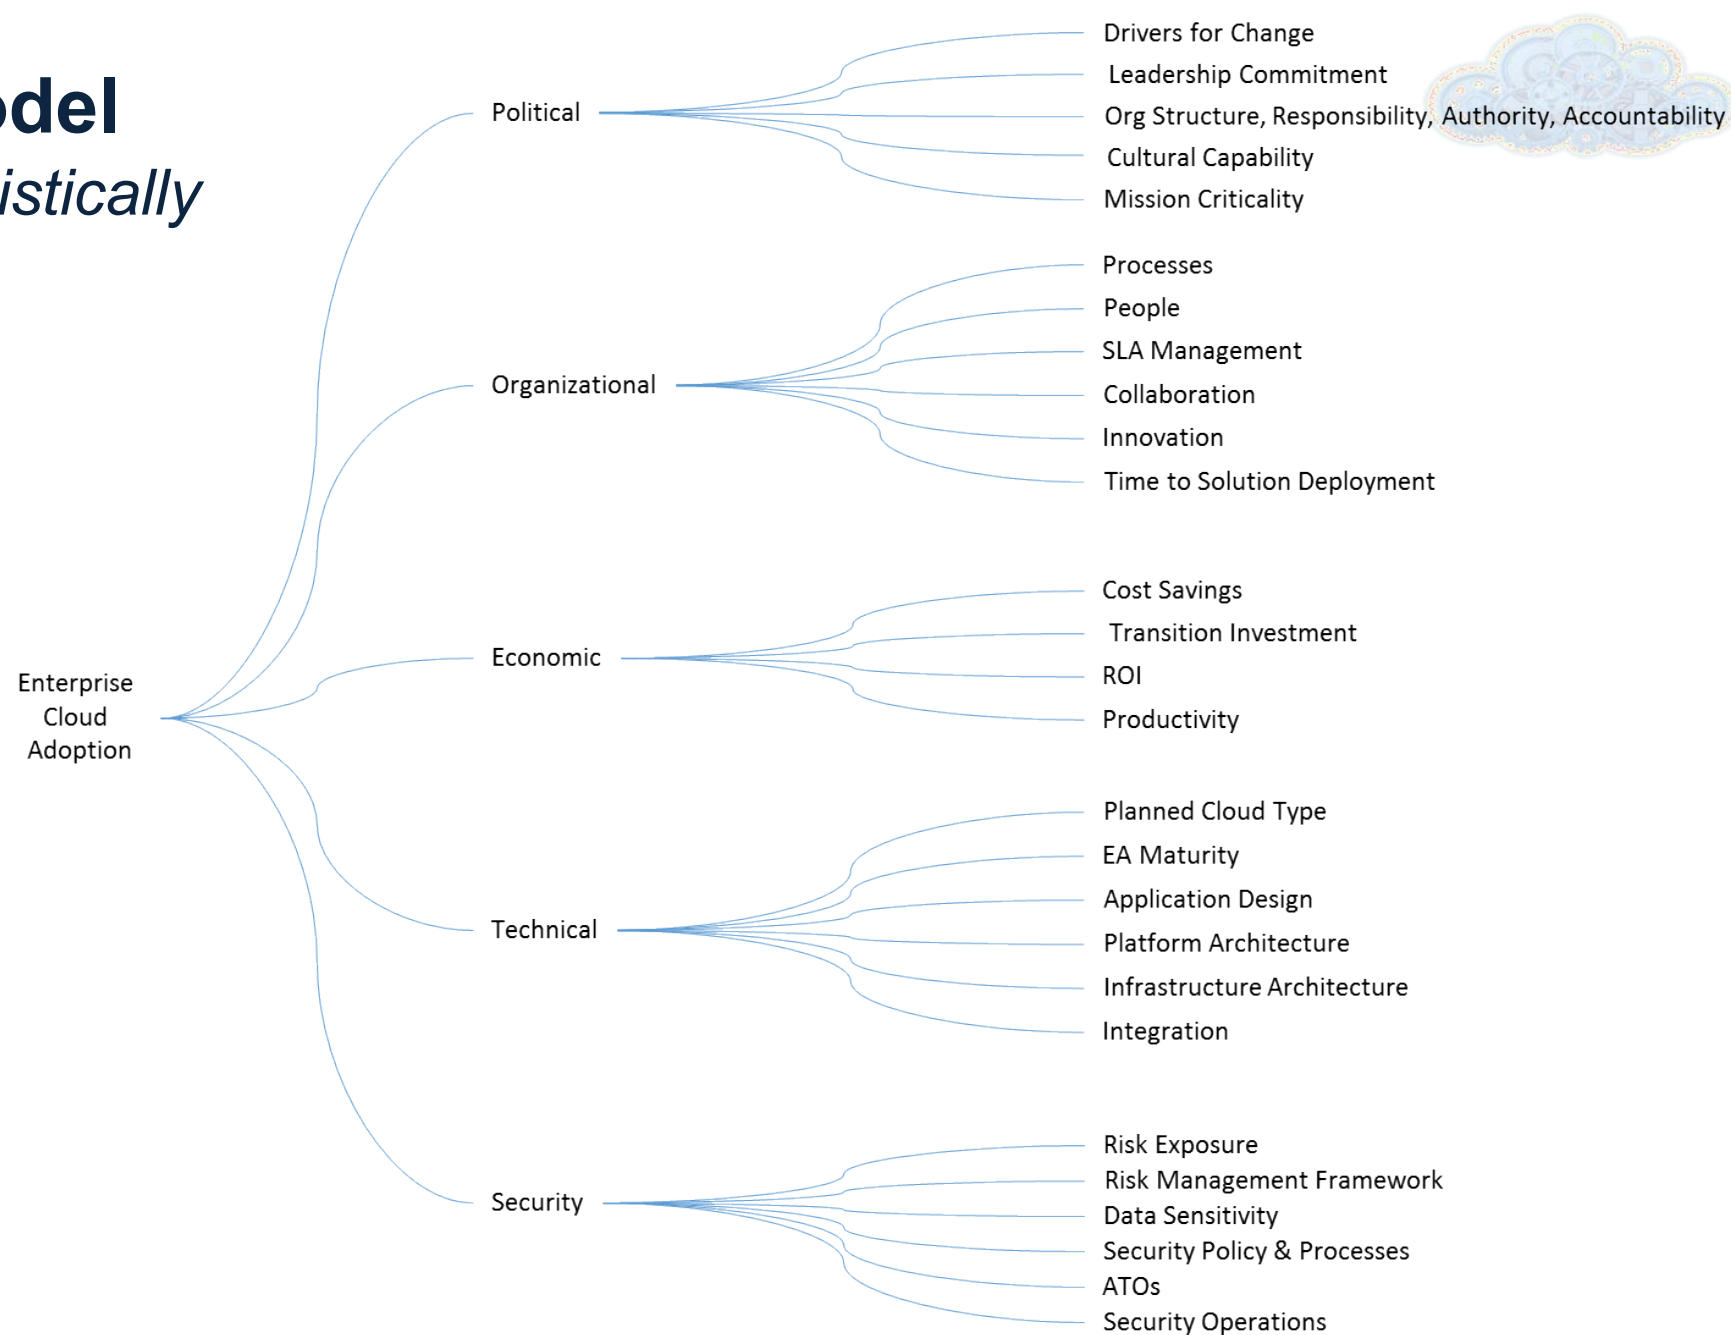 odel
istically
Enterprise
Cloud
Adoption
Political
Drivers for Change
Leadership Commitment
Org Structure, Responsibility, Authority, Accountability
Cultural Capability
Mission Criticality
Organizational
Processes
People
SLA Management
Collaboration
Innovation
Time to Solution Deployment
Economic
Cost Savings
Transition Investment
ROI
Productivity
Technical
Planned Cloud Type
EA Maturity
Application Design
Platform Architecture
Infrastructure Architecture
Integration
Security
Risk Exposure
Risk Management Framework
Data Sensitivity
Security Policy & Processes
ATOs
Security Operations